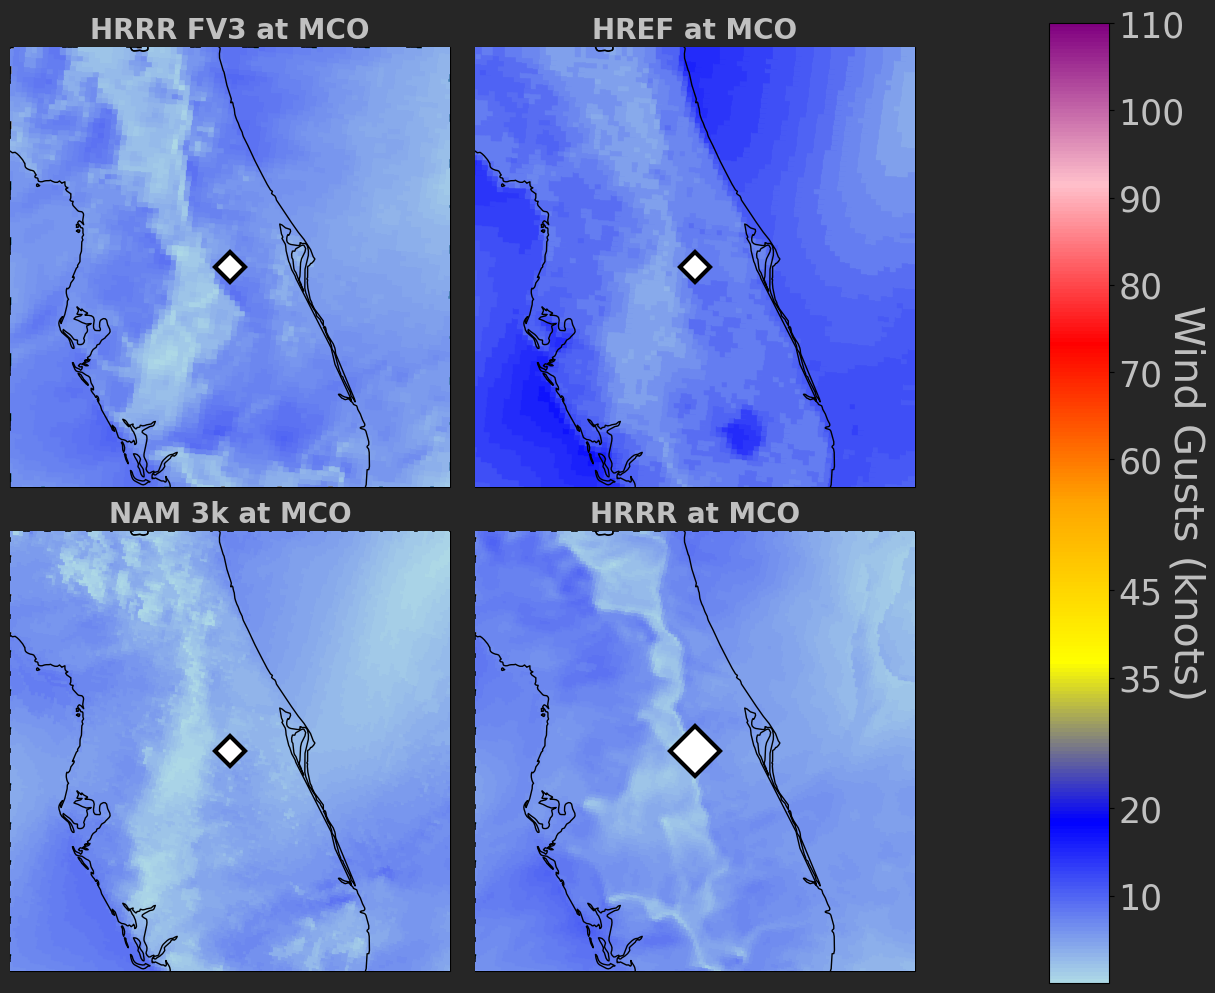 HRRR FV3 at MCO
HREF at MCO
NAM 3k at MCO
HRRR at MCO
110
100
90
80
70
60
45
35
20
10
Wind Gusts (knots)